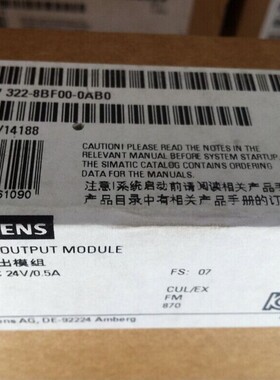 322-8BF00-0AB0
/14188
CAUTION! PLEASE READ THE NOTES IN THE
RELEVANT MANUAL BEFORE SYSTEM STARTUP.
THE SIMATIC CATALOG CONTAINS ORDERING
DATA FOR THE MANUALS.
61090
注意!系统启动前请阅读相关产品手
产品目录中有相关产品手册的订
ENS
OUTPUT MODULE
出模组
24V/0.5A
FS: 07
CUL/EX
FM
870
ens AG, DE-92224 Amberg